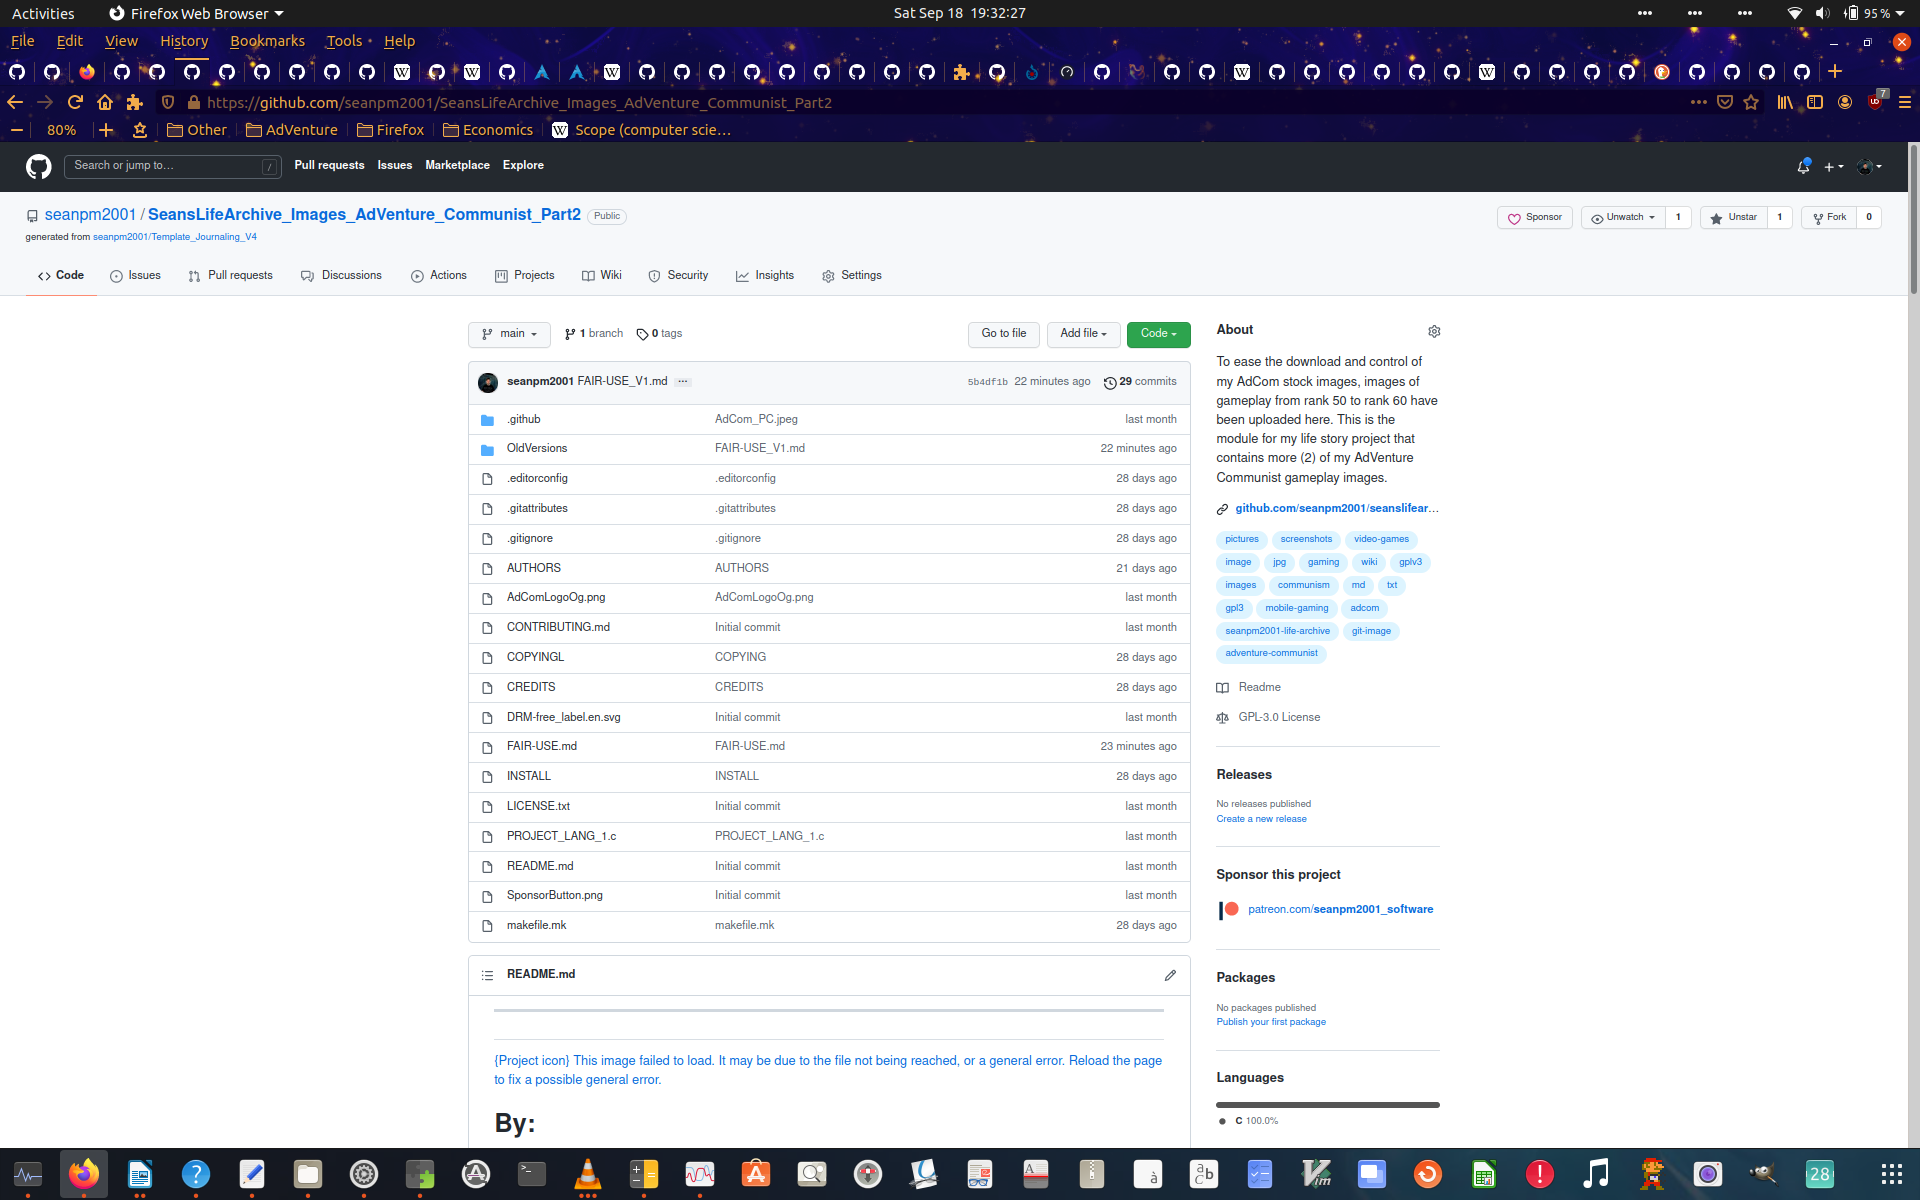 Activities
Firefox Web Browser
Sat Sep 18 19:32:27
95 %
File Edit View History Bookmarks Tools Help
https://github.com/seanpm2001/SeansLifeArchive_Images_AdVenture_Communist_Part2
7
80%
Other
AdVenture
Firefox
Economics
Scope (computer scie…
Search or jump to…
/
Pull requests Issues Marketplace Explore
seanpm2001 / SeansLifeArchive_Images_AdVenture_Communist_Part2 Public
generated from seanpm2001/Template_Journaling_V4
Sponsor
Unwatch 1
Unstar 1
Fork 0
Code Issues Pull requests Discussions Actions Projects Wiki Security Insights Settings
main 1 branch 0 tags
Go to file Add file Code
seanpm2001 FAIR-USE_V1.md ... 5b4df1b 22 minutes ago 29 commits
.github AdCom_PC.jpeg last month
OldVersions FAIR-USE_V1.md 22 minutes ago
.editorconfig .editorconfig 28 days ago
.gitattributes .gitattributes 28 days ago
.gitignore .gitignore 28 days ago
AUTHORS AUTHORS 21 days ago
AdComLogoOg.png AdComLogoOg.png last month
CONTRIBUTING.md Initial commit last month
COPYINGL COPYING 28 days ago
CREDITS CREDITS 28 days ago
DRM-free_label.en.svg Initial commit last month
FAIR-USE.md FAIR-USE.md 23 minutes ago
INSTALL INSTALL 28 days ago
LICENSE.txt Initial commit last month
PROJECT_LANG_1.c PROJECT_LANG_1.c last month
README.md Initial commit last month
SponsorButton.png Initial commit last month
makefile.mk makefile.mk 28 days ago
README.md
{Project icon} This image failed to load. It may be due to the file not being reached, or a general error. Reload the page
to fix a possible general error.
By:
About
To ease the download and control of
my AdCom stock images, images of
gameplay from rank 50 to rank 60 have
been uploaded here. This is the
module for my life story project that
contains more (2) of my AdVenture
Communist gameplay images.
github.com/seanpm2001/seanslifear…
pictures screenshots video-games
image jpg gaming wiki gplv3
images communism md txt
gpl3 mobile-gaming adcom
seanpm2001-life-archive git-image
adventure-communist
Readme
GPL-3.0 License
Releases
No releases published
Create a new release
Sponsor this project
patreon.com/seanpm2001_software
Packages
No packages published
Publish your first package
Languages
C 100.0%
28